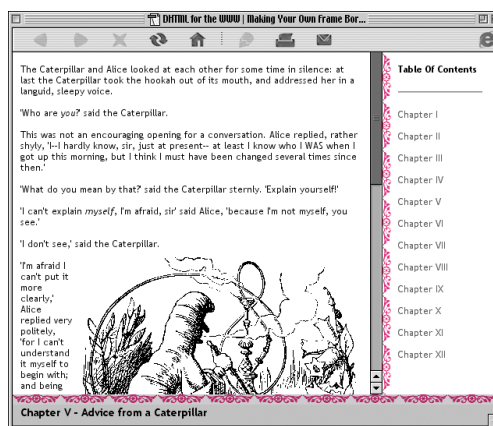 DHTML for the WWW | Making Your Own Frame Bor...
The Caterpillar and Alice looked at each other for some time in silence: at
last the Caterpillar took the hookah out of its mouth, and addressed her in a
languid, sleepy voice.
'Who are you?' said the Caterpillar.
This was not an encouraging opening for a conversation. Alice replied, rather
shyly, 'I--I hardly know, sir, just at present-- at least I know who I WAS when I
got up this morning, but I think I must have been changed several times since
then.'
'What do you mean by that?' said the Caterpillar sternly. 'Explain yourself!'
'I can't explain myself, I'm afraid, sir' said Alice, 'because I'm not myself, you
see.'
'I don't see,' said the Caterpillar.
'I'm afraid I
can't put it
more
clearly,'
Alice
replied very
politely,
'for I can't
understand
it myself to
begin with;
and being
Table Of Contents
Chapter I
Chapter II
Chapter III
Chapter IV
Chapter V
Chapter VI
Chapter VII
Chapter VIII
Chapter IX
Chapter X
Chapter XI
Chapter XII
Chapter V - Advice from a Caterpillar